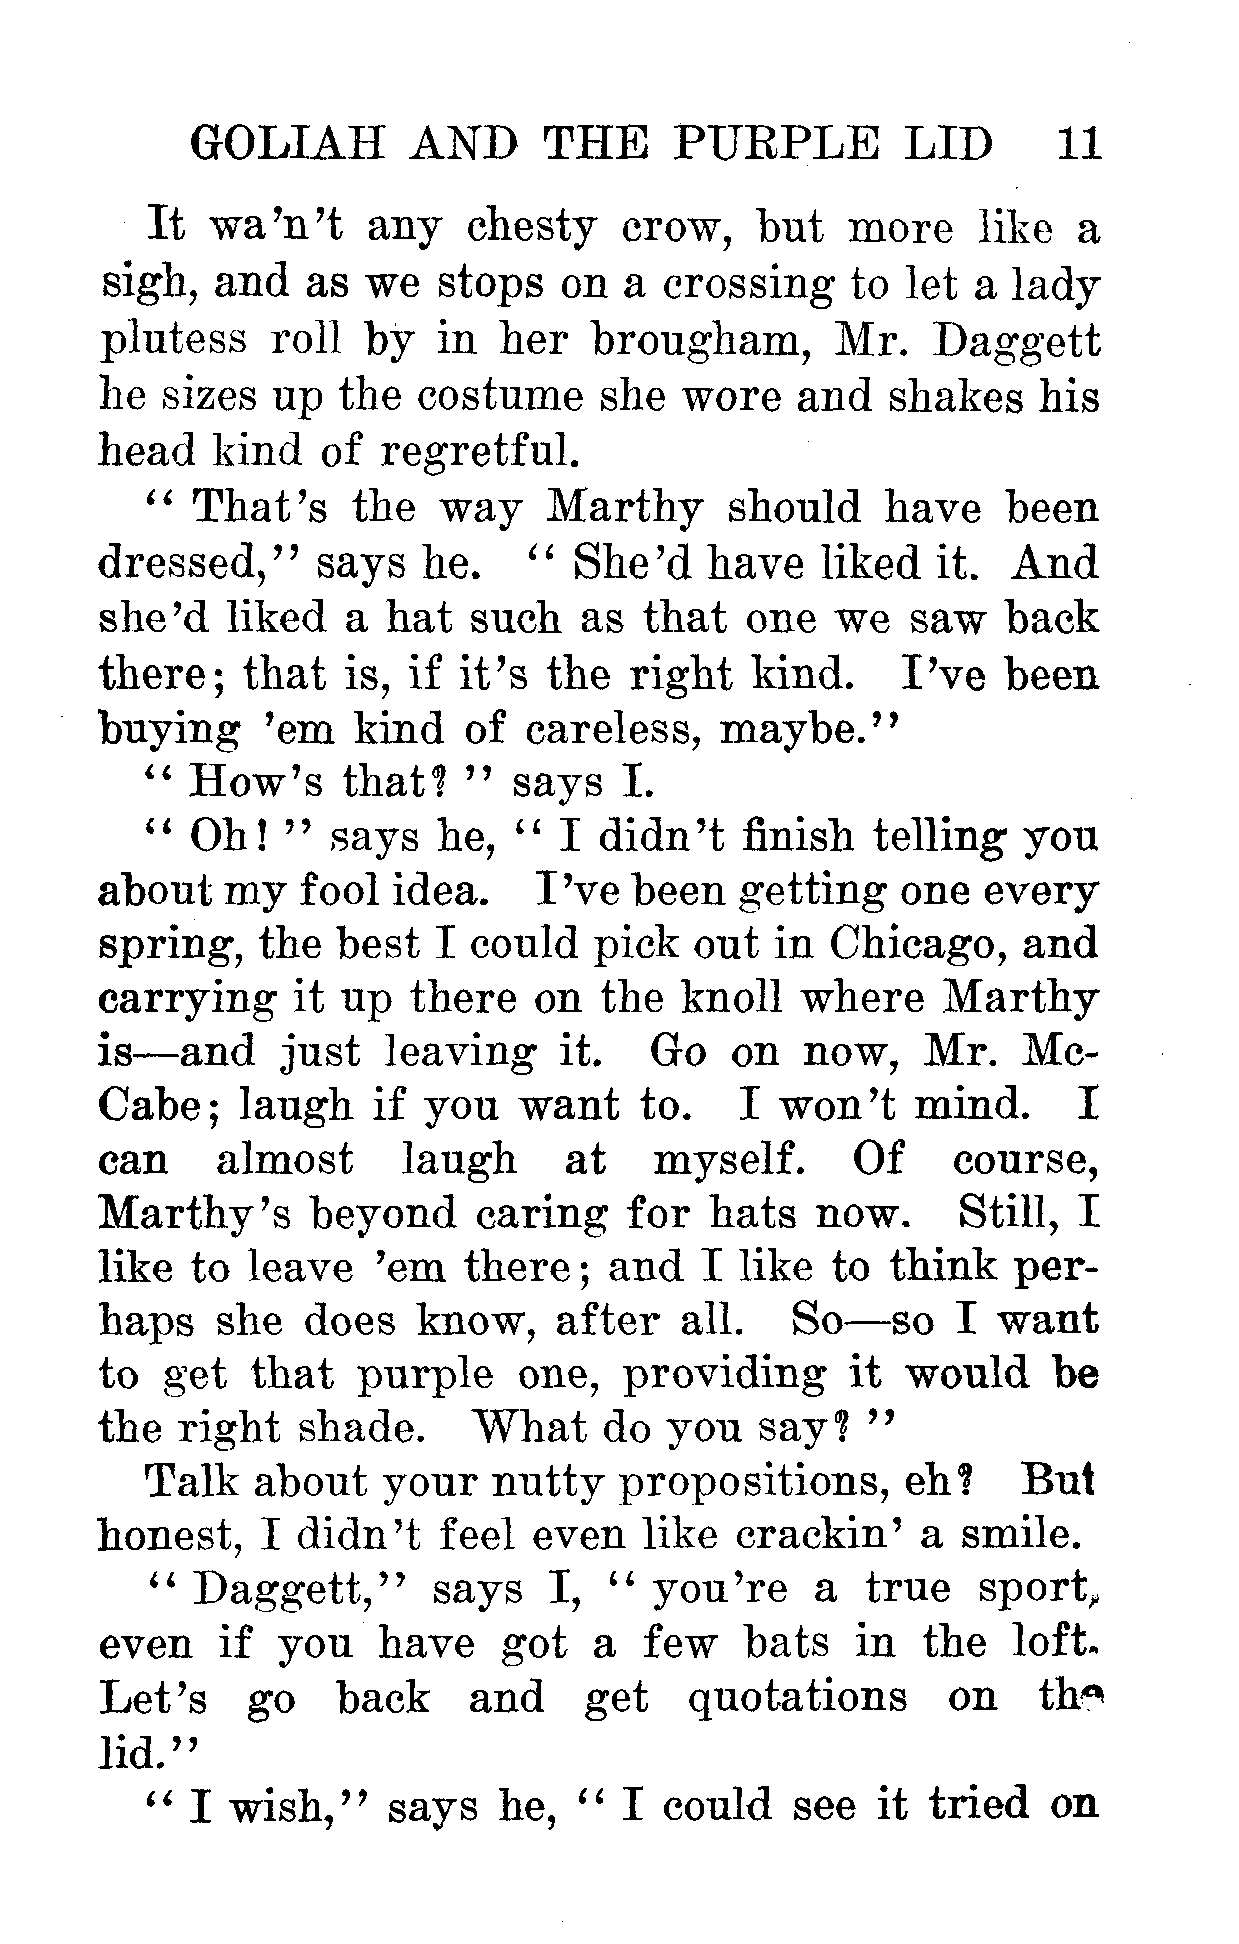 GOLIAH AND THE PURPLE LID 11
It wa'n't any chesty crow, but more like a
sigh, and as we stops on a crossing to let a lady
plutess roll by in her brougham, Mr. Daggett
he sizes up the costume she wore and shakes his
head kind of regretful.
“ That's the way Marthy should have been
dressed,” says he. “ She'd have liked it. And
she'd liked a hat such as that one we saw back
there; that is, if it's the right kind. I've been
buying 'em kind of careless, maybe.”
“ How's that? ” says I.
“ Oh! ” says he, “ I didn't finish telling you
about my fool idea. I've been getting one every
spring, the best I could pick out in Chicago, and
carrying it up there on the knoll where Marthy
is—and just leaving it. Go on now, Mr. Mc-
Cabe; laugh if you want to. I won't mind. I
can almost laugh at myself. Of course,
Marthy's beyond caring for hats now. Still, I
like to leave 'em there; and I like to think per-
haps she does know, after all. So—so I want
to get that purple one, providing it would be
the right shade. What do you say? ”
Talk about your nutty propositions, eh? But
honest, I didn't feel even like crackin' a smile.
“ Daggett,” says I, “ you're a true sport,
even if you have got a few bats in the loft.
Let's go back and get quotations on the
lid.”
“ I wish,” says he, “ I could see it tried on